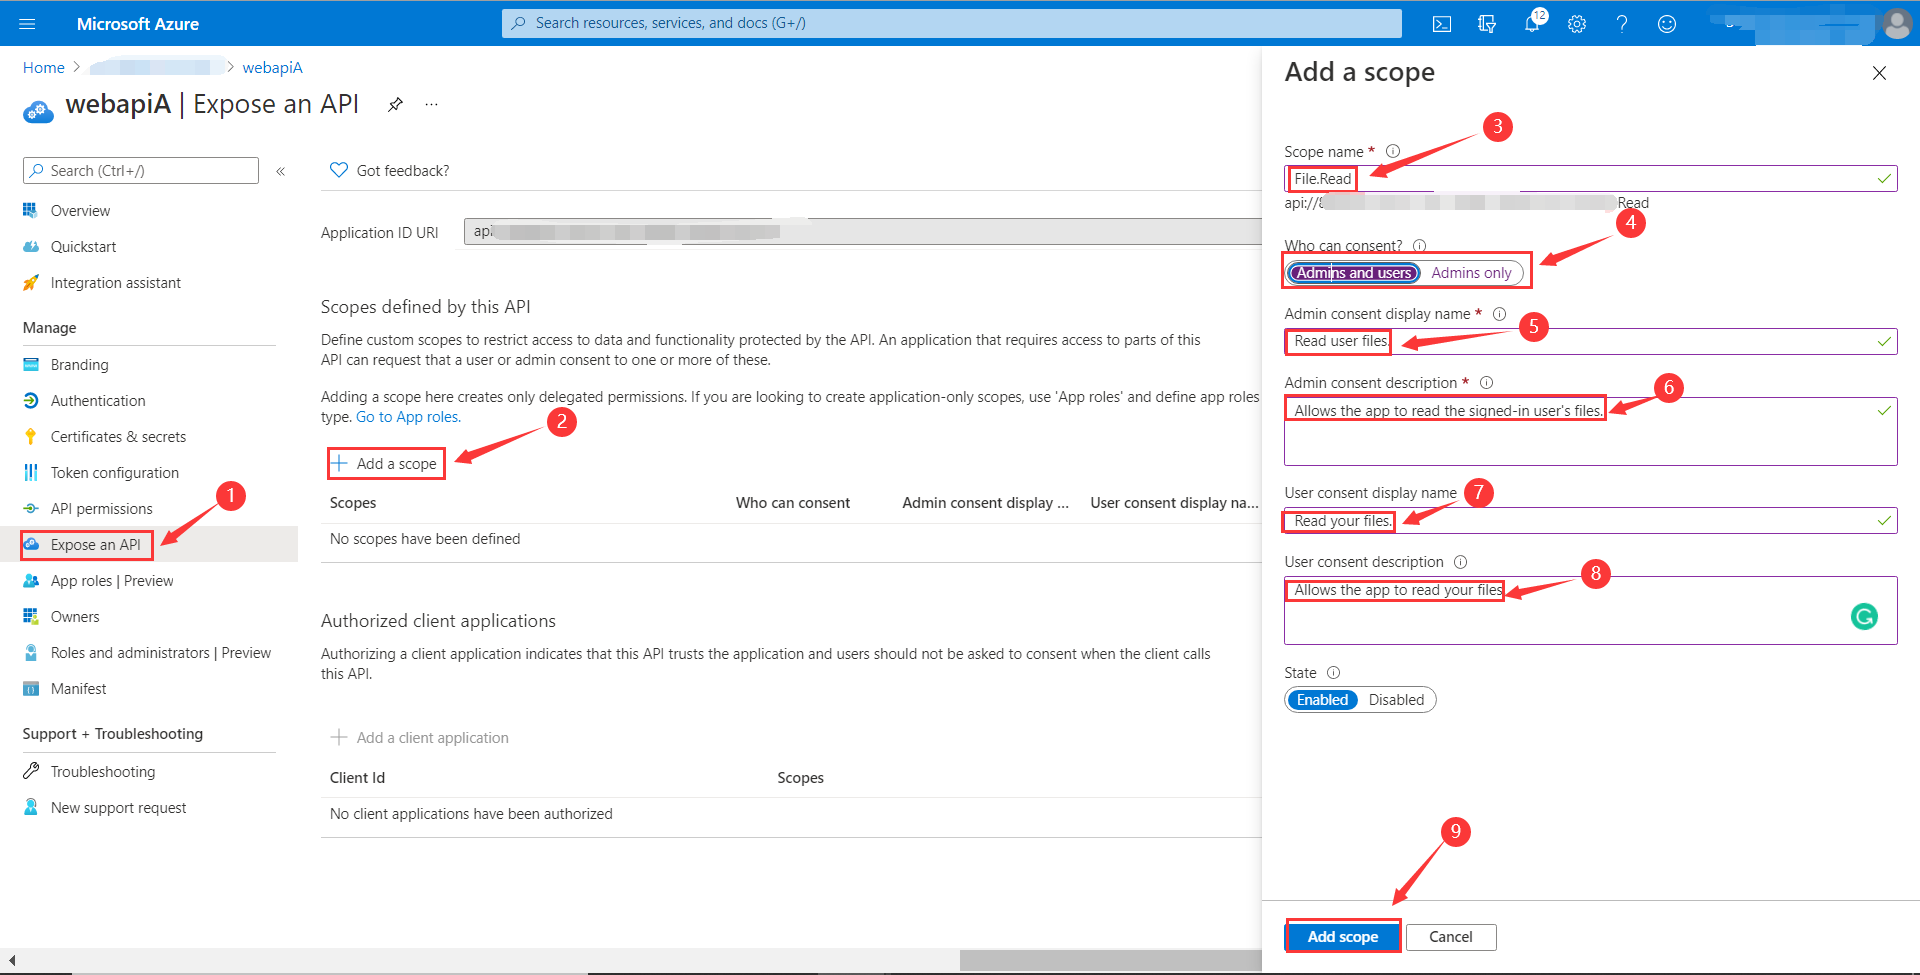 Microsoft Azure
Search resources, services, and docs (G+/)
12
Home > > webapiA
webapiA | Expose an API
...
Search (Ctrl+/)
«
Overview
Quickstart
Integration assistant
Manage
Branding
Authentication
Certificates & secrets
Token configuration
API permissions
1
Expose an API
App roles | Preview
Owners
Roles and administrators | Preview
Manifest
Support + Troubleshooting
Troubleshooting
New support request
Got feedback?
Application ID URI
api
Scopes defined by this API
Define custom scopes to restrict access to data and functionality protected by the API. An application that requires access to parts of this
API can request that a user or admin consent to one or more of these.
Adding a scope here creates only delegated permissions. If you are looking to create application-only scopes, use 'App roles' and define app roles
type. Go to App roles.
2
+ Add a scope
Scopes Who can consent Admin consent display ... User consent display na...
No scopes have been defined
Authorized client applications
Authorizing a client application indicates that this API trusts the application and users should not be asked to consent when the client calls
this API.
+ Add a client application
Client Id Scopes
No client applications have been authorized
Add a scope
3
Scope name *
File.Read
api://8 Read
4
Who can consent?
Admins and users Admins only
Admin consent display name *
5
Read user files.
Admin consent description *
6
Allows the app to read the signed-in user's files.
User consent display name
7
Read your files.
User consent description
8
Allows the app to read your files
State
Enabled Disabled
9
Add scope Cancel